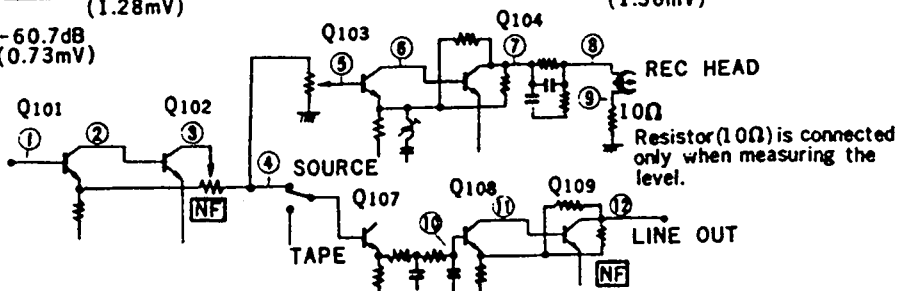 (1.28mV)
(1.56mV)
-60.7dB
(0.73mV)
Q103
Q104
⑤
⑥
⑦
⑧
REC HEAD
⑨
10Ω
Resistor(10Ω) is connected
only when measuring the
level.
Q101
Q102
①
②
③
④
NF
SOURCE
TAPE
Q107
Q108
Q109
⑩
⑪
⑫
LINE OUT
NF